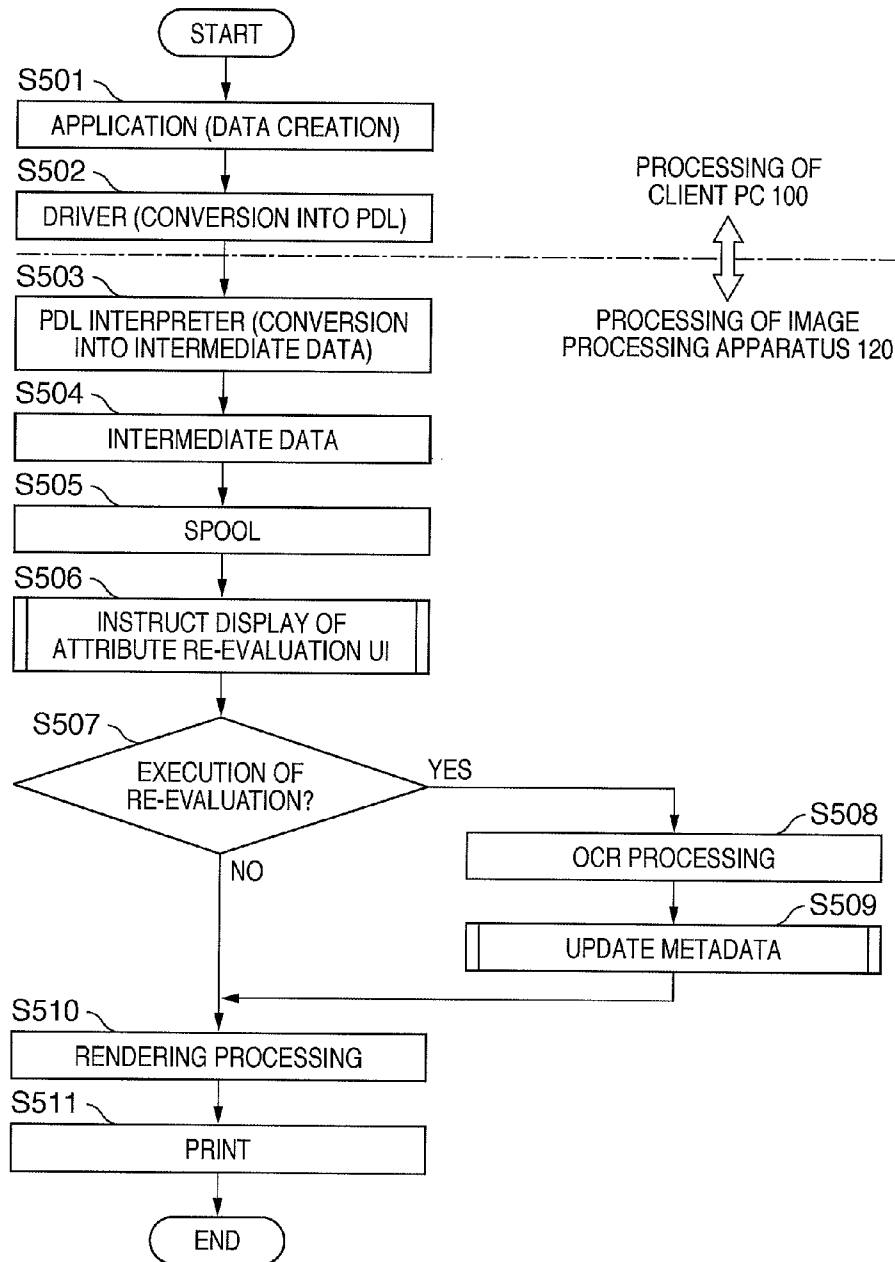 START
S501
APPLICATION (DATA CREATION)
S502
DRIVER (CONVERSION INTO PDL)
PROCESSING OF
CLIENT PC 100
S503
PDL INTERPRETER (CONVERSION
INTO INTERMEDIATE DATA)
PROCESSING OF IMAGE
PROCESSING APPARATUS 120
S504
INTERMEDIATE DATA
S505
SPOOL
S506
INSTRUCT DISPLAY OF
ATTRIBUTE RE-EVALUATION UI
S507
EXECUTION OF
RE-EVALUATION?
YES
NO
S508
OCR PROCESSING
S509
UPDATE METADATA
S510
RENDERING PROCESSING
S511
PRINT
END